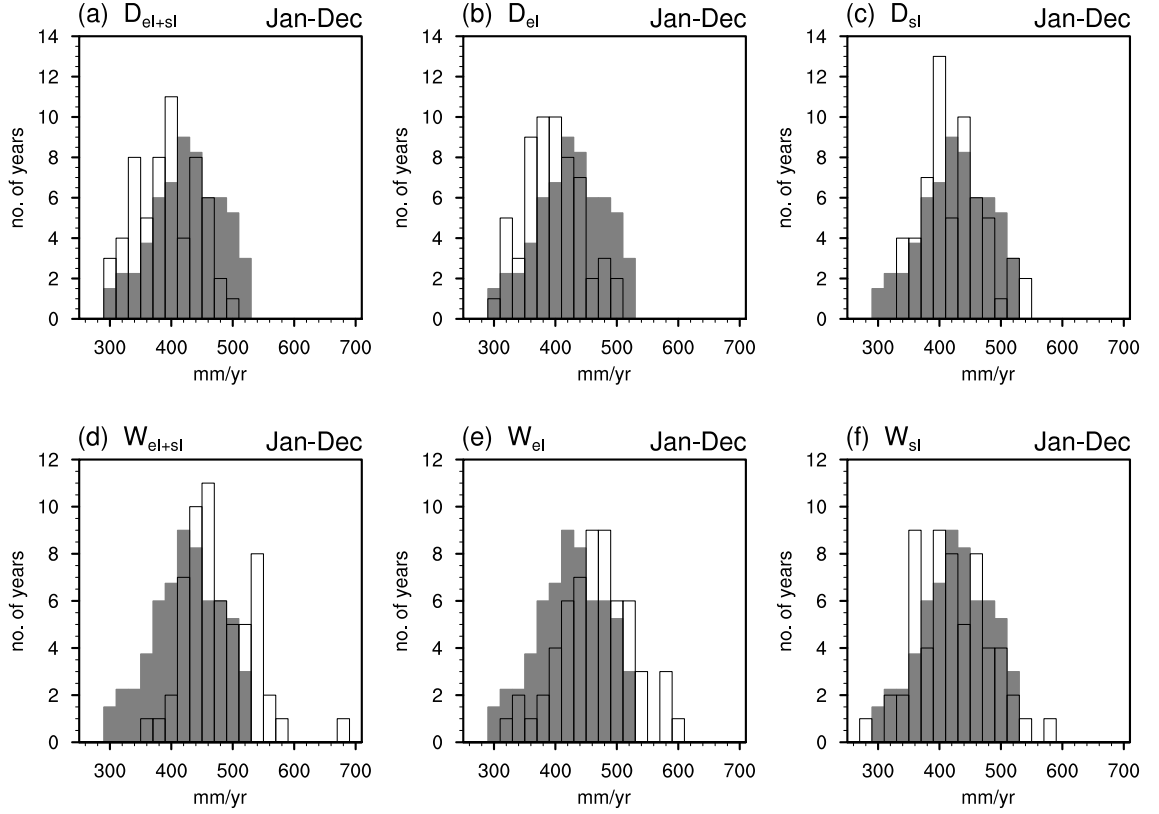 (a) D el+sl Jan-Dec
14
12
10
8
6
4
2
0
no. of years
300 400 500 600 700
mm/yr
(b) D el Jan-Dec
14
12
10
8
6
4
2
0
no. of years
300 400 500 600 700
mm/yr
(c) D sl Jan-Dec
14
12
10
8
6
4
2
0
no. of years
300 400 500 600 700
mm/yr
(d) W el+sl Jan-Dec
12
10
8
6
4
2
0
no. of years
300 400 500 600 700
mm/yr
(e) W el Jan-Dec
12
10
8
6
4
2
0
no. of years
300 400 500 600 700
mm/yr
(f) W sl Jan-Dec
12
10
8
6
4
2
0
no. of years
300 400 500 600 700
mm/yr